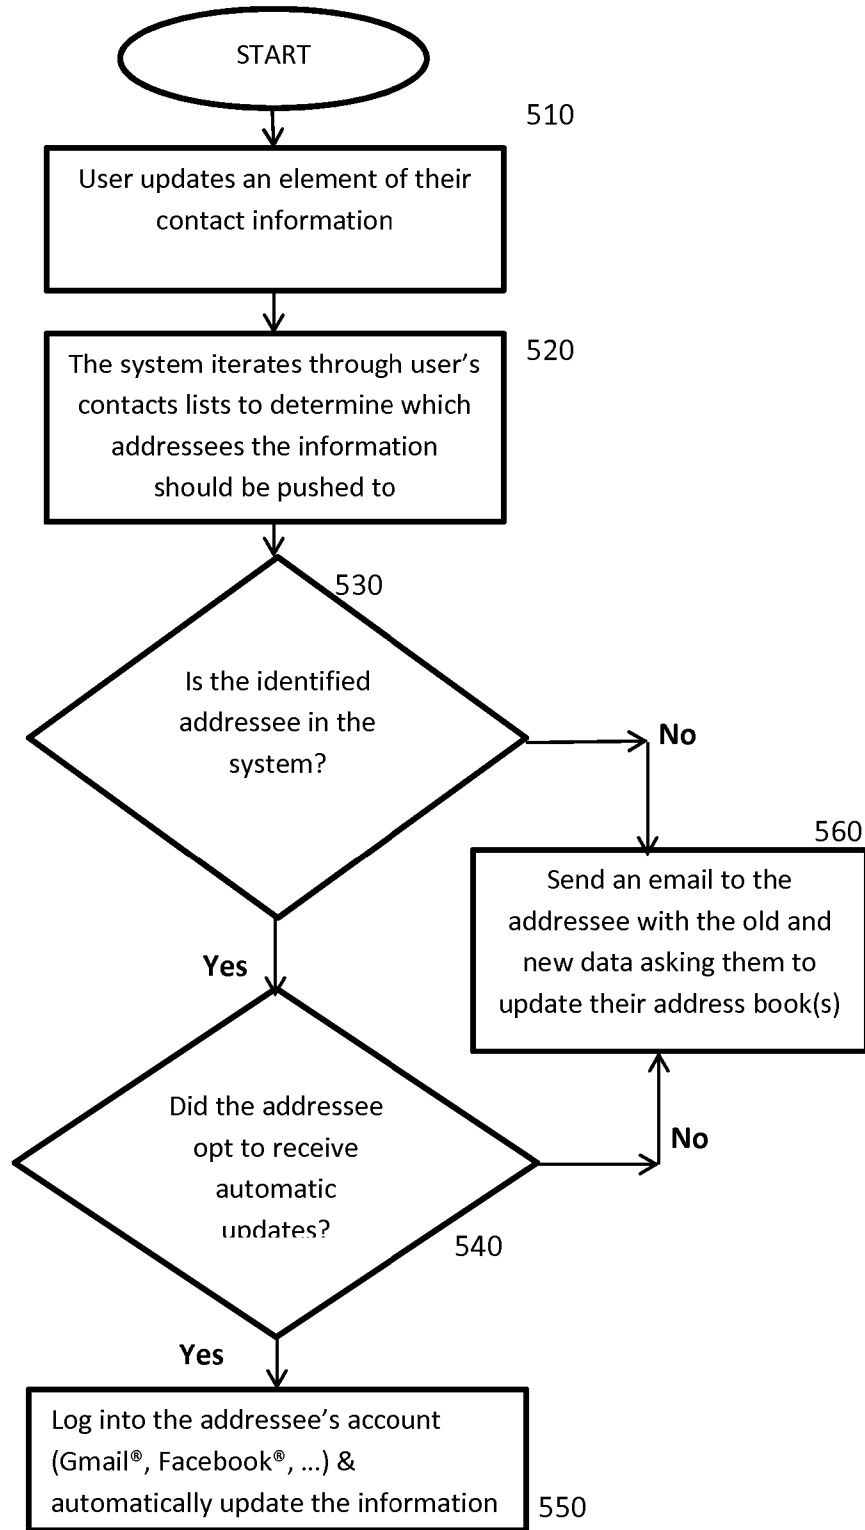 START
510
User updates an element of their
contact information
520
The system iterates through user’s
contacts lists to determine which
addressees the information
should be pushed to
530
Is the identified
addressee in the
system?
No
560
Send an email to the
addressee with the old and
new data asking them to
update their address book(s)
Yes
Did the addressee
opt to receive
automatic
updates?
No
540
Yes
Log into the addressee’s account
(Gmail®, Facebook®, ...) &
automatically update the information
550